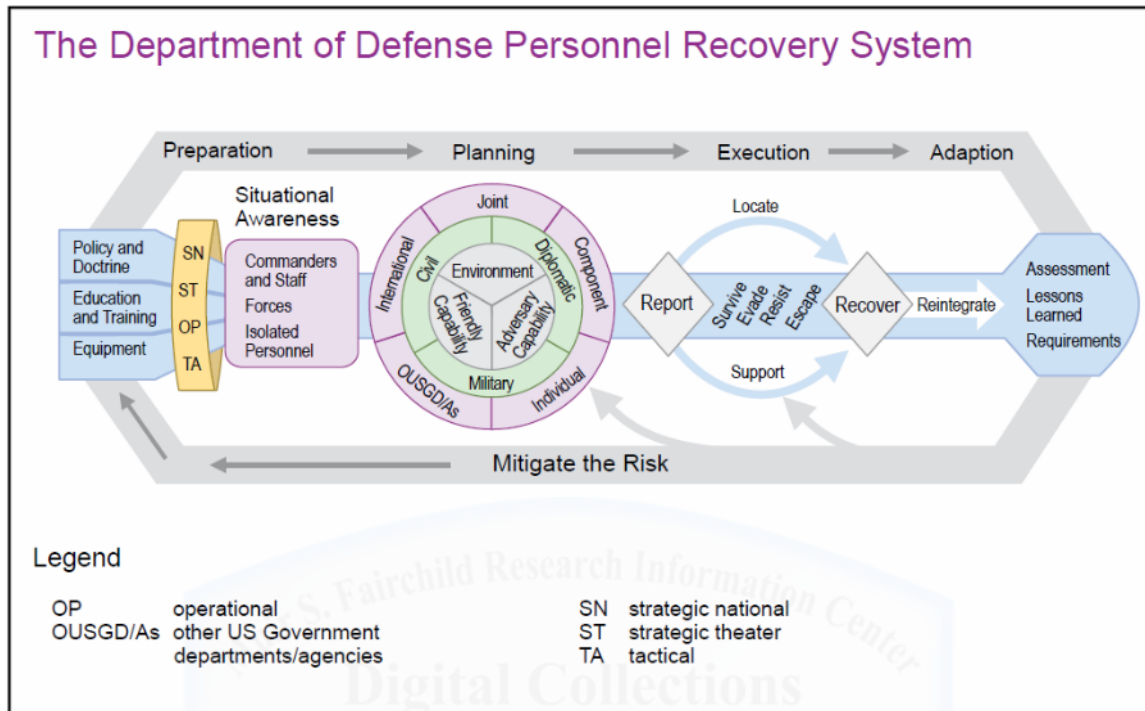 The Department of Defense Personnel Recovery System
Preparation
Planning
Execution
Adaption
Situational
Awareness
Policy and
Doctrine
Education
and Training
Equipment
SN
ST
OP
TA
Commanders
and Staff
Forces
Isolated
Personnel
Joint
International
Component
OUSGD/As
Individual
Civil
Diplomatic
Military
Environment
Friendly
Capability
Adversary
Capability
Report
Locate
Survive
Evade
Resist
Escape
Support
Recover
Reintegrate
Assessment
Lessons
Learned
Requirements
Mitigate the Risk
Legend
OP operational
OUSGD/As other US Government
departments/agencies
SN strategic national
ST strategic theater
TA tactical
S. Fairchild Research Information Center
Digital Collections